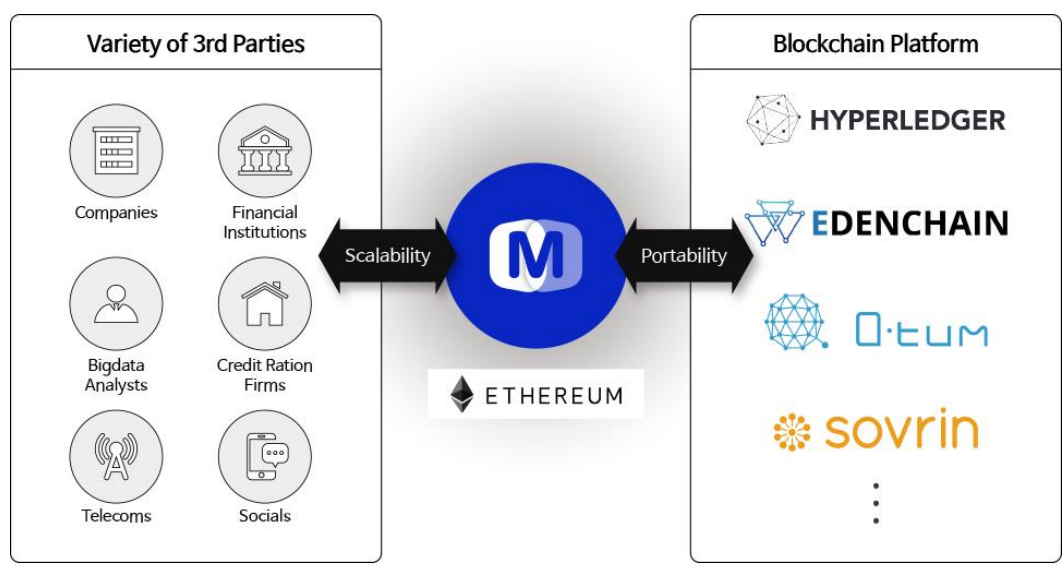 Variety of 3rd Parties
Companies
Financial
Institutions
Bigdata
Analysts
Credit Ration
Firms
Telecoms
Socials
Scalability
M
ETHEREUM
Portability
Blockchain Platform
HYPERLEDGER
EDENCHAIN
Q·tum
sovrin